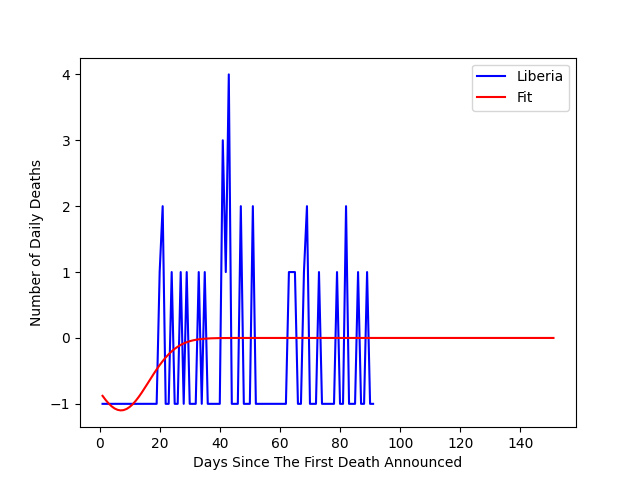 Liberia
Fit
4
3
2
1
0
−1
Number of Daily Deaths
0 20 40 60 80 100 120 140
Days Since The First Death Announced